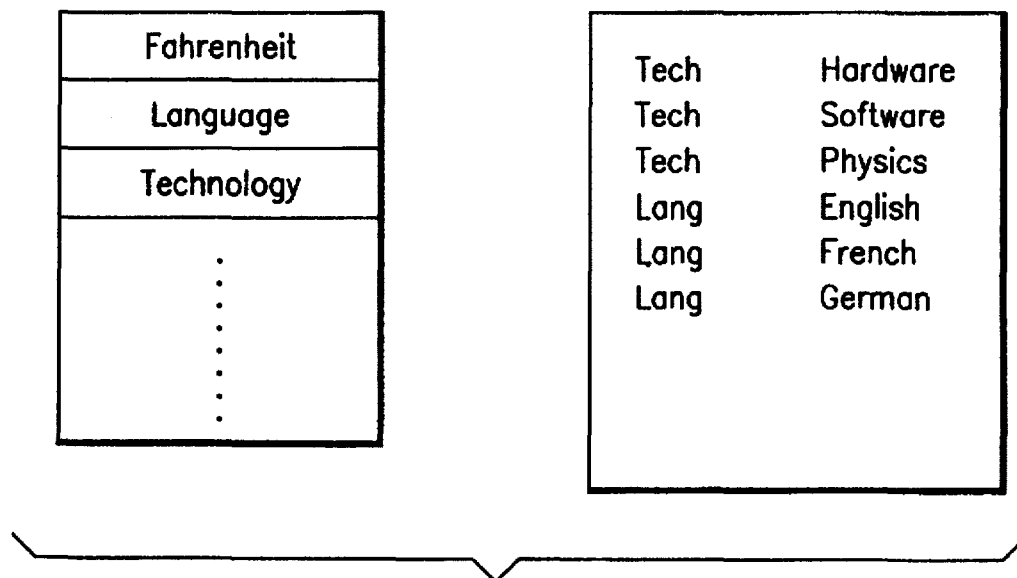 Fahrenheit
Language
Technology
Tech Hardware
Tech Software
Tech Physics
Lang English
Lang French
Lang German